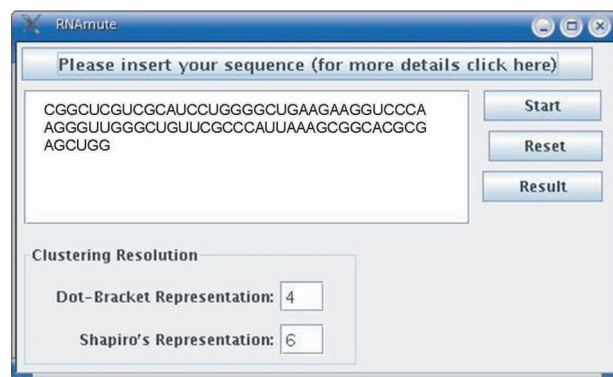 RNAmute
Please insert your sequence (for more details click here)
CGGCUCGUCGCAUCCUGGGGCUGAAGAAGGUCCCA
AGGGUUGGGCUGUUCGCCCAUUAAAGCGGCACGCG
AGCUGG
Start
Reset
Result
Clustering Resolution
Dot-Bracket Representation: 4
Shapiro's Representation: 6